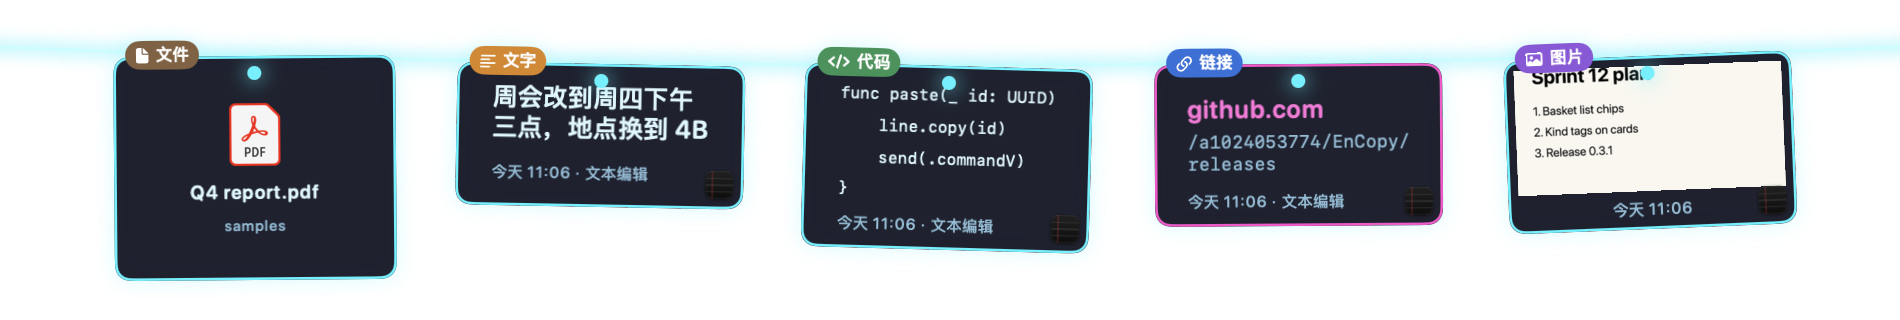 文件
PDF
Q4 report.pdf
samples
文字
周会改到周四下午
三点，地点换到 4B
今天 11:06 · 文本编辑
代码
func paste(_ id: UUID)
line.copy(id)
send(.commandV)
}
今天 11:06 · 文本编辑
链接
github.com
/a1024053774/EnCopy/
releases
今天 11:06 · 文本编辑
图片
Sprint 12
1. Basket list chips
2. Kind tags on cards
3. Release 0.3.1
今天 11:06